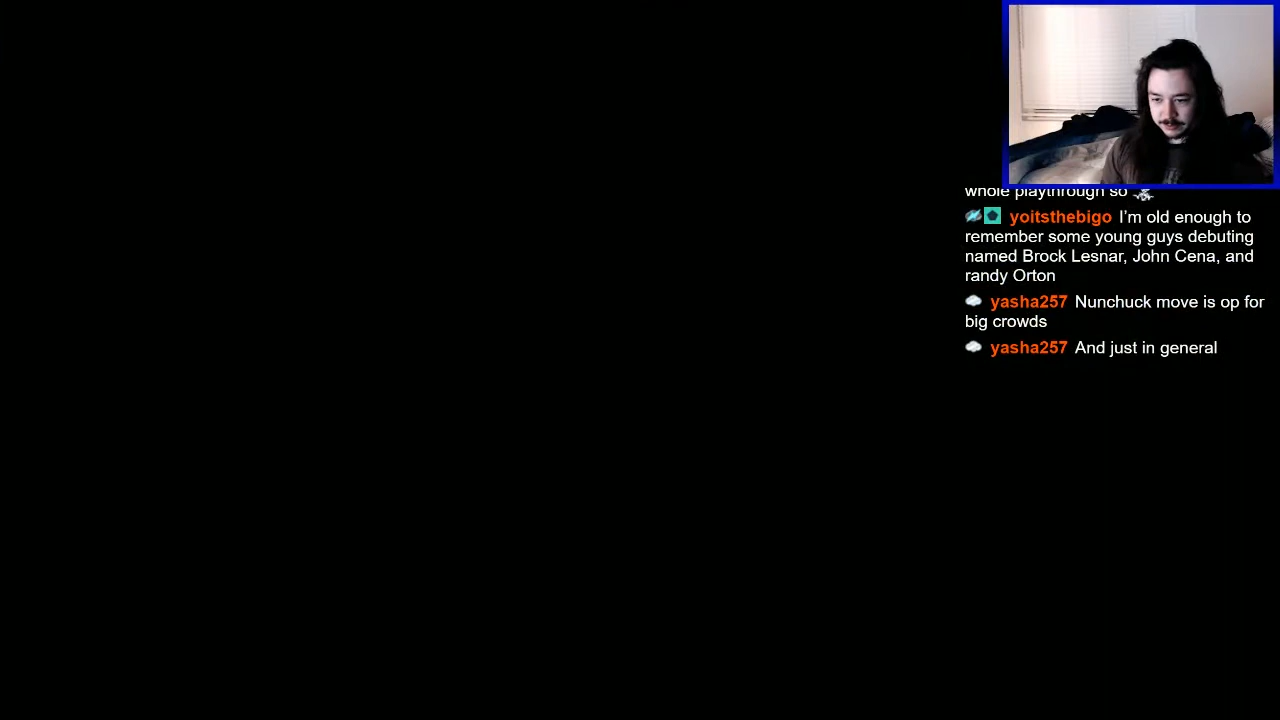 whole playthrough so
yoitsthebigo I'm old enough to
remember some young guys debuting
named Brock Lesnar, John Cena, and
randy Orton
yasha257 Nunchuck move is op for
big crowds
yasha257 And just in general